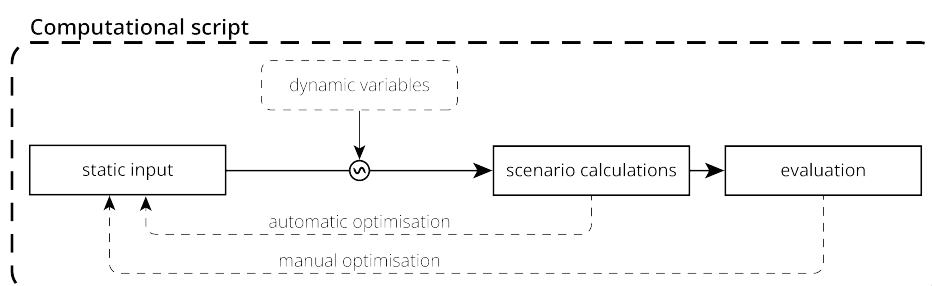 Computational script
dynamic variables
static input
scenario calculations
evaluation
automatic optimisation
manual optimisation